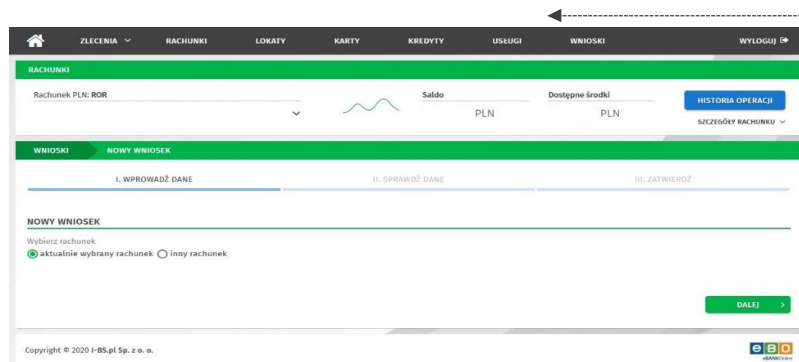 ZLECENIA RACHUNKI LOKATY KARTY KREDYTY USŁUGI WNIOSKI WYLOGUJ
RACHUNKI
Rachunek PLN: ROR Saldo Dostępne środki
PLN PLN
HISTORIA OPERACJI
SZCZEGÓŁY RACHUNKU
WNIOSKI NOWY WNIOSEK
I. WPROWADŹ DANE II. SPRAWDŹ DANE III. ZATWIERDŹ
NOWY WNIOSEK
Wybierz rachunek
aktualnie wybrany rachunek inny rachunek
DALEJ
Copyright © 2020 I-BS.pl Sp. z o. o.
eBO
eBANKOnline